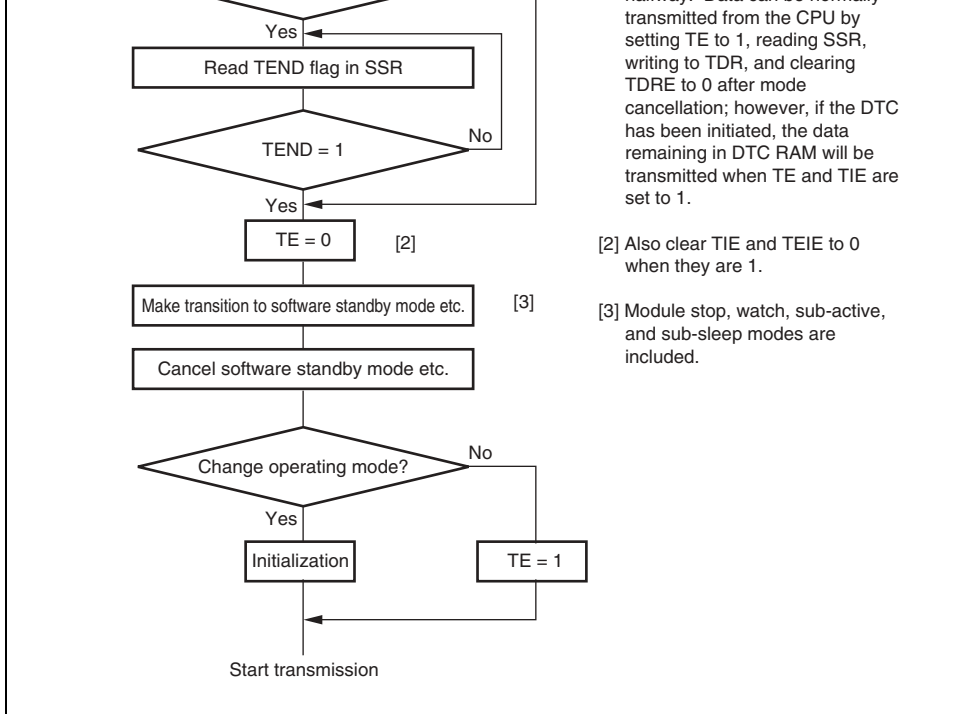 Yes
Read TEND flag in SSR
TEND = 1
No
Yes
TE = 0
[2]
Make transition to software standby mode etc.
[3]
Cancel software standby mode etc.
Change operating mode?
No
Yes
Initialization
TE = 1
Start transmission
transmitted from the CPU by
setting TE to 1, reading SSR,
writing to TDR, and clearing
TDRE to 0 after mode
cancellation; however, if the DTC
has been initiated, the data
remaining in DTC RAM will be
transmitted when TE and TIE are
set to 1.
[2] Also clear TIE and TEIE to 0
when they are 1.
[3] Module stop, watch, sub-active,
and sub-sleep modes are
included.